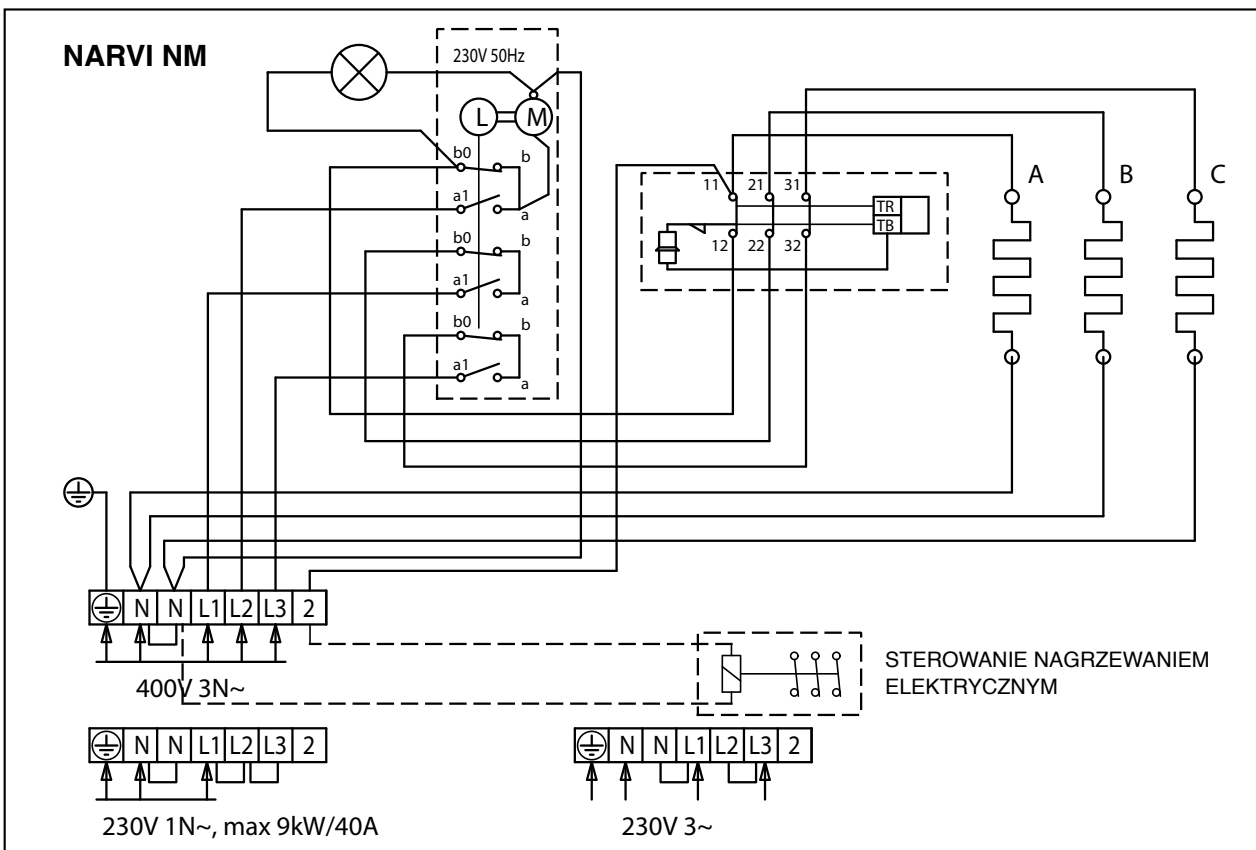 NARVI NM
230V 50Hz
L M
b0 b
a1 a
b0 b
a1 a
b0 b
a1 a
11 21 31
TR
TB
12 22 32
A B C
N N L1 L2 L3 2
400V 3N~
STEROWANIE NAGRZEWANIEM
ELEKTRYCZNYM
N N L1 L2 L3 2
230V 1N~, max 9kW/40A
N N L1 L2 L3 2
230V 3~